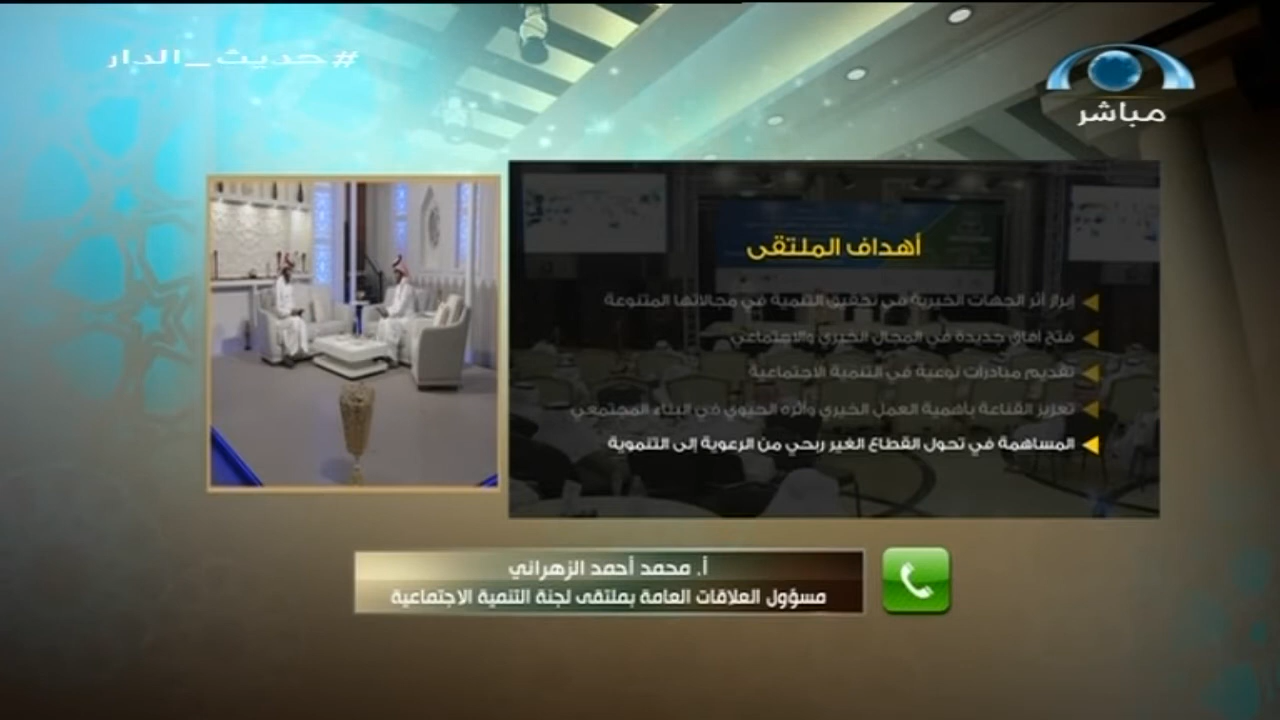 #حديث_الدار
مباشر
أهداف الملتقى
إبراز أثر الجهات الخيرية في تحقيق التنمية في مجالاتها المتنوعة
فتح آفاق جديدة في المجال الخيري والاجتماعي
تقديم مبادرات نوعية في التنمية الاجتماعية
تعزيز القناعة بأهمية العمل الخيري وأثره الحيوي في البناء المجتمعي
المساهمة في تحول القطاع الغير ربحي من الرعوية إلى التنموية
أ. محمد أحمد الزهراني
مسؤول العلاقات العامة بملتقى لجنة التنمية الاجتماعية